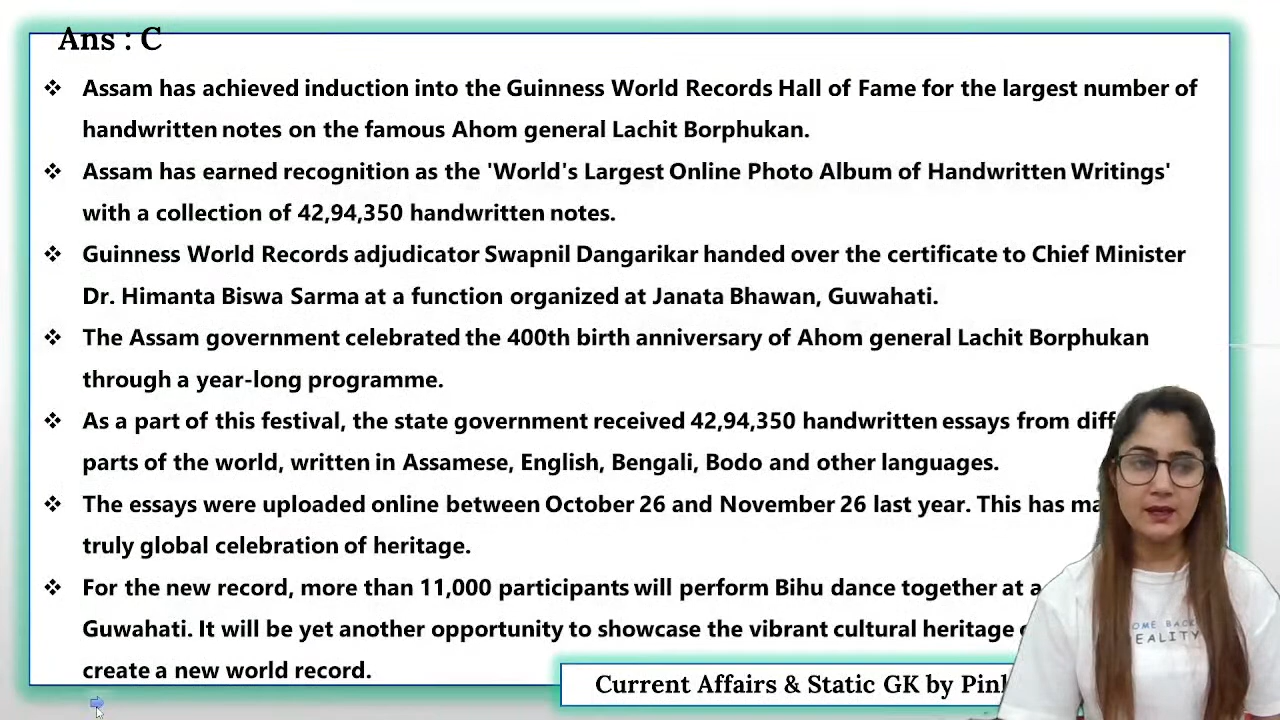 Ans : C
❖ Assam has achieved induction into the Guinness World Records Hall of Fame for the largest number of
handwritten notes on the famous Ahom general Lachit Borphukan.
❖ Assam has earned recognition as the 'World's Largest Online Photo Album of Handwritten Writings'
with a collection of 42,94,350 handwritten notes.
❖ Guinness World Records adjudicator Swapnil Dangarikar handed over the certificate to Chief Minister
Dr. Himanta Biswa Sarma at a function organized at Janata Bhawan, Guwahati.
❖ The Assam government celebrated the 400th birth anniversary of Ahom general Lachit Borphukan
through a year-long programme.
❖ As a part of this festival, the state government received 42,94,350 handwritten essays from
parts of the world, written in Assamese, English, Bengali, Bodo and other languages.
❖ The essays were uploaded online between October 26 and November 26 last year. This has
truly global celebration of heritage.
❖ For the new record, more than 11,000 participants will perform Bihu dance together at a
Guwahati. It will be yet another opportunity to showcase the vibrant cultural heritage
create a new world record.
Current Affairs & Static GK by
OME BACK
EALITY